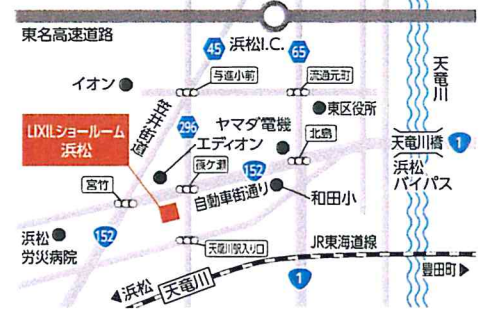 東名高速道路
45
浜松I.C.
65
天竜川
イオン
与進小前
流通元町
笠井街道
東区役所
LIXILショールーム
浜松
296
ヤマダ電機
北島
天竜川橋
1
エディオン
篠ケ瀬
152
浜松
バイパス
宮竹
自動車街通り
和田小
浜松
労災病院
152
天竜川駅入り口
JR東海道線
豊田町▶
◀浜松
天竜川
1